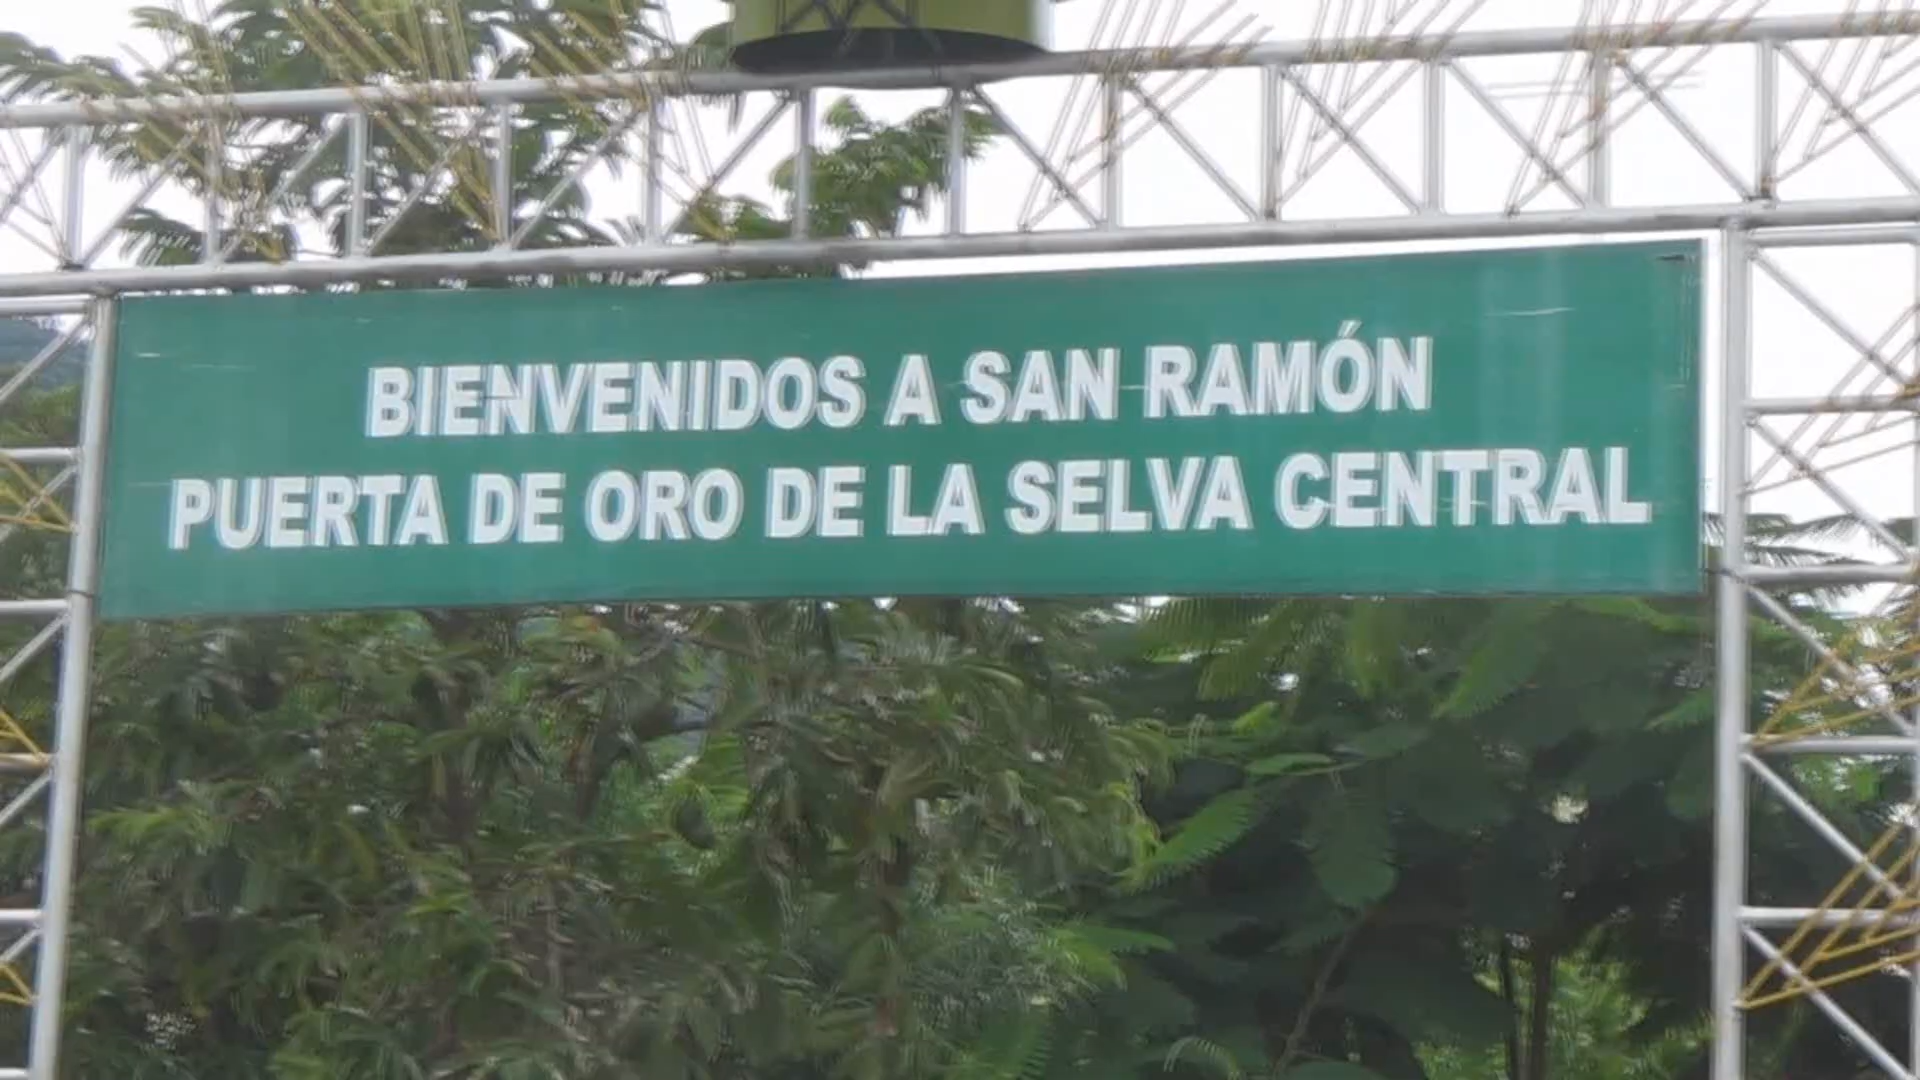 BIENVENIDOS A SAN RAMÓN
PUERTA DE ORO DE LA SELVA CENTRAL